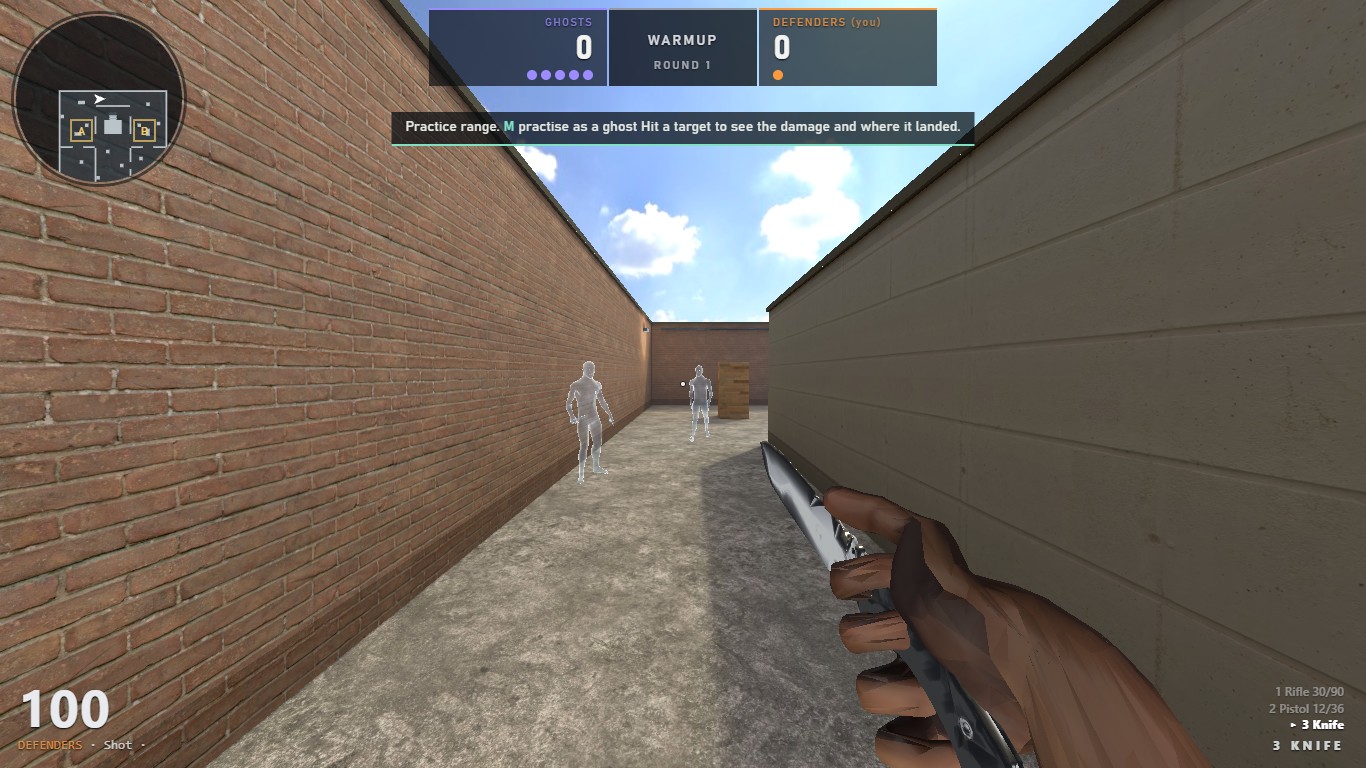 GHOSTS
0
WARMUP
ROUND 1
DEFENDERS (you)
0
A
B
Practice range. M practise as a ghost Hit a target to see the damage and where it landed.
100
DEFENDERS · Shot ·
1 Rifle 30/90
2 Pistol 12/36
▸ 3 Knife
3 KNIFE